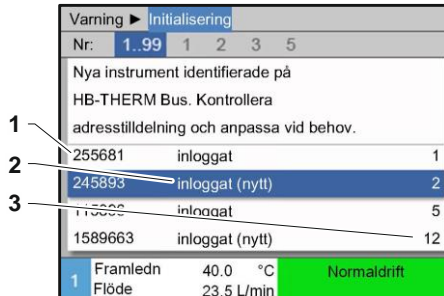 Varning ► Initialisering
Nr: 1..99 1 2 3 5
Nya instrument identifierade på
HB-THERM Bus. Kontrollera
adresstilldelning och anpassa vid behov.
1 255681 inloggat 1
2 245893 inloggat (nytt) 2
3 inloggat 5
1589663 inloggat (nytt) 12
1 Framledn 40.0 °C Normaldrift
Flöde 23.5 L/min